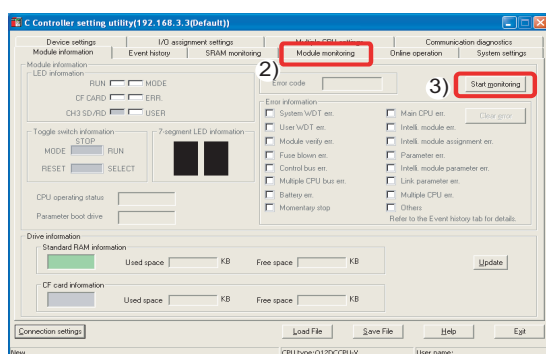 C Controller setting utility(192.168.3.3(Default))
Device settings I/O assignment settings Multiple CPU settings Communication diagnostics
Module information Event history SRAM monitoring Module monitoring Online operation System settings
2)
3)
Module information
LED information
RUN MODE
CF CARD ERR.
CH3 SD/RD USER
Error code
Start monitoring
Error information
System WDT err. Main CPU err. Clear error
User WDT err. Intelli. module err.
Module verify err. Intelli. module assignment err.
Fuse blown err. Parameter err.
Control bus err. Intelli. module parameter err.
Multiple CPU bus err. Link parameter err.
Battery err. Multiple CPU err.
Momentary stop Others
Refer to the Event history tab for details.
Toggle switch information
STOP
MODE RUN
RESET SELECT
7-segment LED information
CPU operating status
Parameter boot drive
Drive information
Standard RAM information
Used space KB Free space KB
Update
CF card information
Used space KB Free space KB
Connection settings Load File Save File Help Exit
New CPU type:Q12DCCPU-V User name: